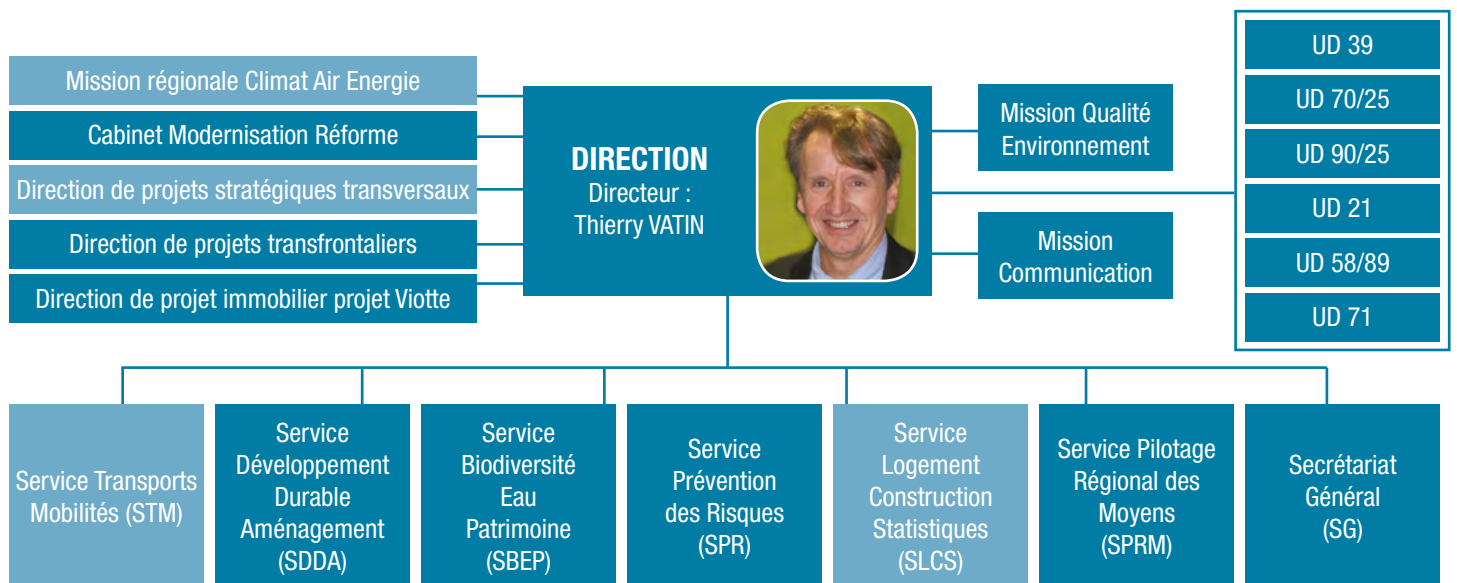 Mission régionale Climat Air Energie
Cabinet Modernisation Réforme
Direction de projets stratégiques transversaux
Direction de projets transfrontaliers
Direction de projet immobilier projet Viotte
DIRECTION
Directeur :
Thierry VATIN
Mission Qualité
Environnement
Mission
Communication
UD 39
UD 70/25
UD 90/25
UD 21
UD 58/89
UD 71
Service Transports
Mobilités (STM)
Service
Développement
Durable
Aménagement
(SDDA)
Service
Biodiversité
Eau
Patrimoine
(SBEP)
Service
Prévention
des Risques
(SPR)
Service
Logement
Construction
Statistiques
(SLCS)
Service Pilotage
Régional des
Moyens
(SPRM)
Secrétariat
Général
(SG)